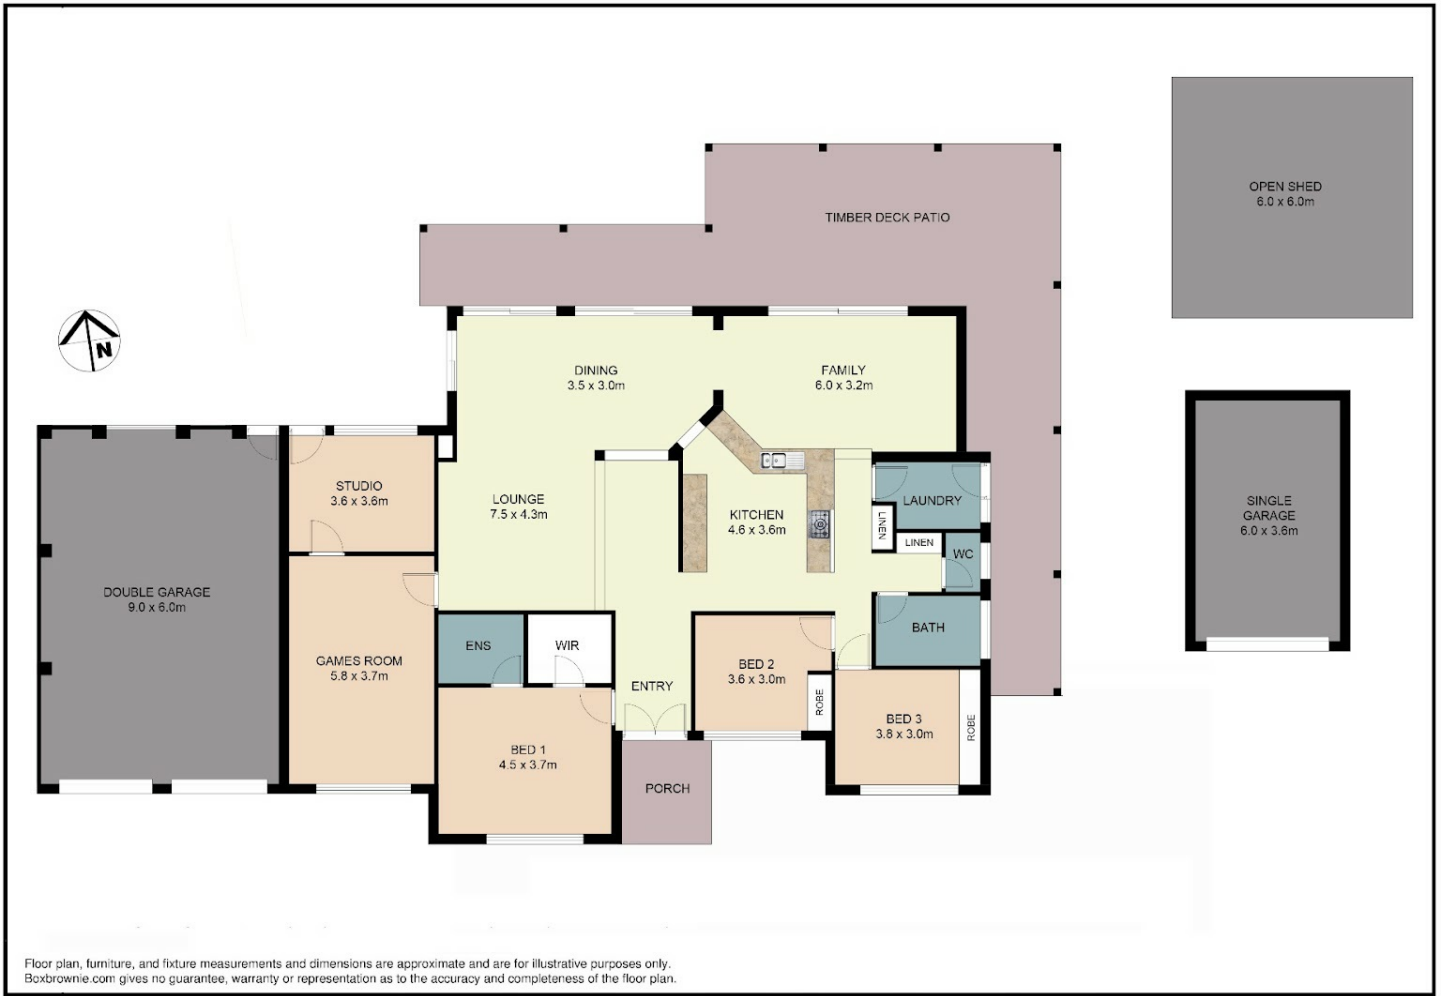 OPEN SHED
6.0 x 6.0m
TIMBER DECK PATIO
N
DINING
3.5 x 3.0m
FAMILY
6.0 x 3.2m
STUDIO
3.6 x 3.6m
LOUNGE
7.5 x 4.3m
KITCHEN
4.6 x 3.6m
LAUNDRY
LINEN
LINEN
WC
SINGLE
GARAGE
6.0 x 3.6m
DOUBLE GARAGE
9.0 x 6.0m
GAMES ROOM
5.8 x 3.7m
ENS
WIR
BATH
ENTRY
BED 2
3.6 x 3.0m
ROBE
BED 3
3.8 x 3.0m
ROBE
BED 1
4.5 x 3.7m
PORCH
Floor plan, furniture, and fixture measurements and dimensions are approximate and are for illustrative purposes only.
Boxbrownie.com gives no guarantee, warranty or representation as to the accuracy and completeness of the floor plan.